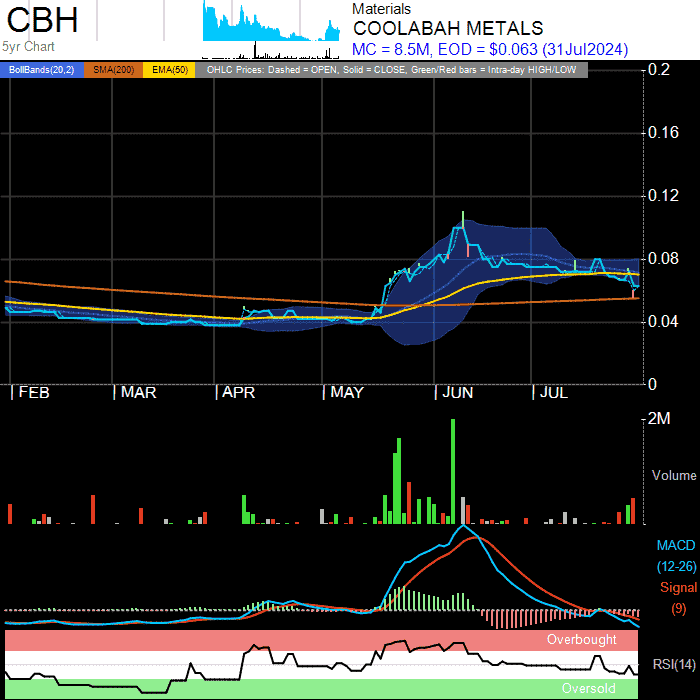 CBH
5yr Chart
Materials
COOLABAH METALS
MC = 8.5M, EOD = $0.063 (31Jul2024)
BollBands(20,2) SMA(200) EMA(50) OHLC Prices: Dashed = OPEN, Solid = CLOSE, Green/Red bars = Intra-day HIGH/LOW
0.2
0.16
0.12
0.08
0.04
0
FEB MAR APR MAY JUN JUL
2M
Volume
MACD
(12-26)
Signal
(9)
Overbought
RSI(14)
Oversold